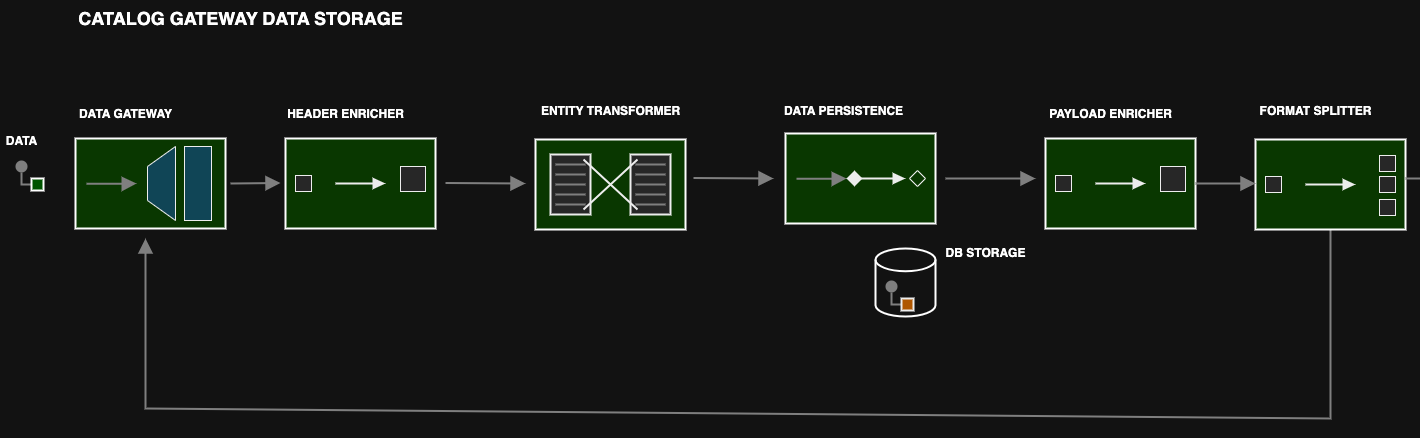 CATALOG GATEWAY DATA STORAGE
DATA
DATA GATEWAY
HEADER ENRICHER
ENTITY TRANSFORMER
DATA PERSISTENCE
PAYLOAD ENRICHER
FORMAT SPLITTER
DB STORAGE